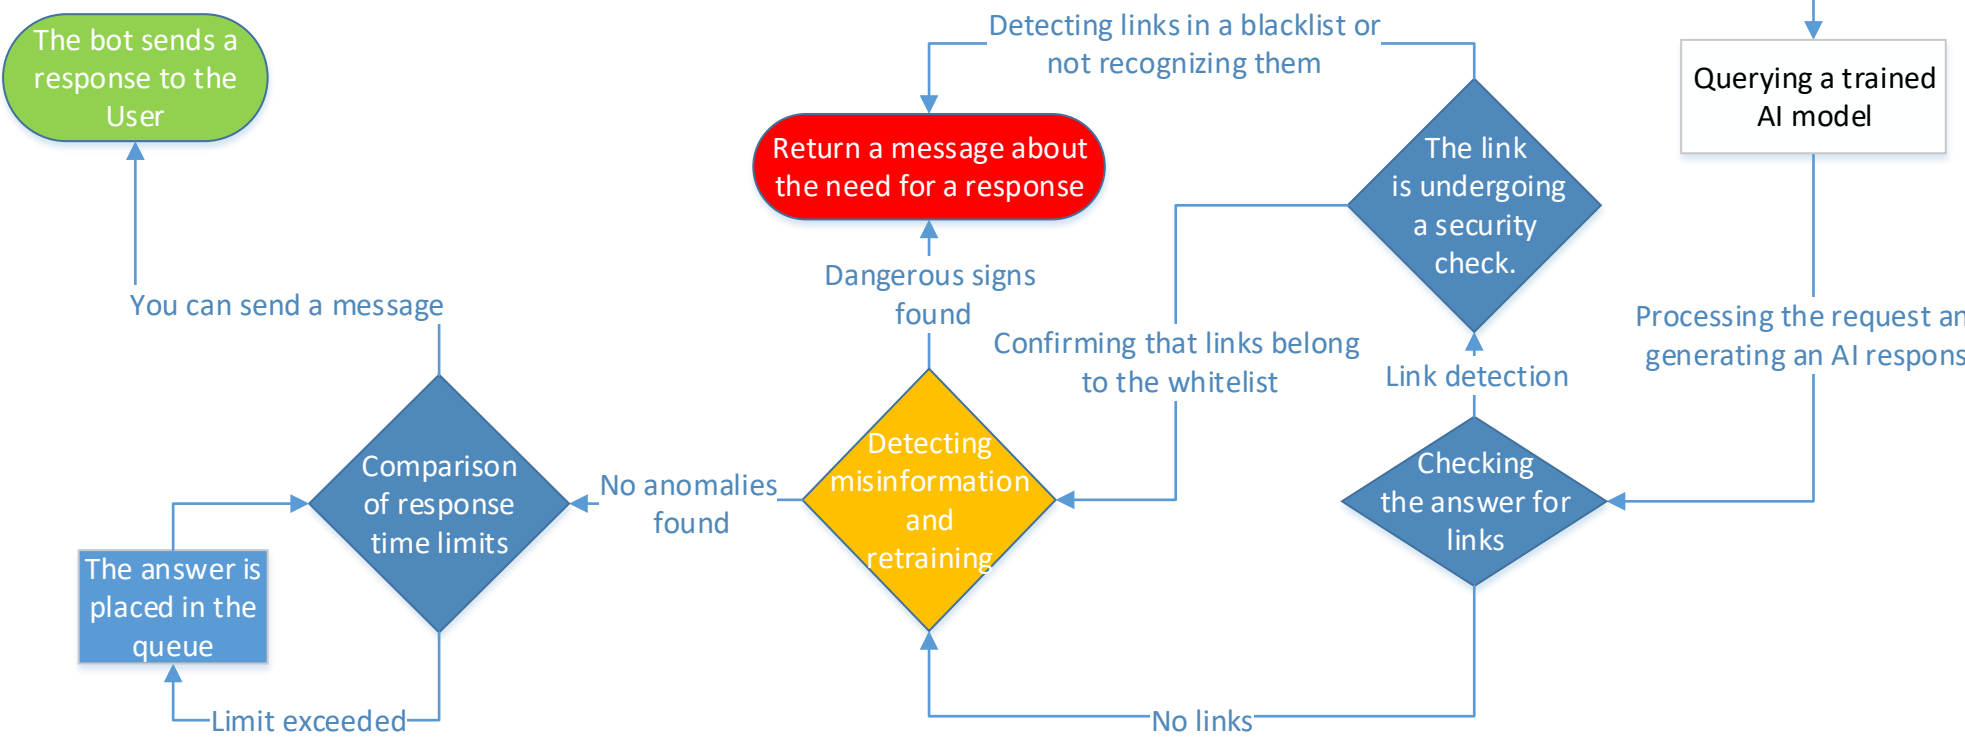 The bot sends a
response to the
User
Detecting links in a blacklist or
not recognizing them
Querying a trained
AI model
Return a message about
the need for a response
The link
is undergoing
a security
check.
Dangerous signs
found
You can send a message
Confirming that links belong
to the whitelist
Processing the request an
generating an AI respons
Link detection
Detecting
misinformation
and
retraining
Comparison
of response
time limits
No anomalies
found
Checking
the answer for
links
The answer is
placed in the
queue
Limit exceeded
No links